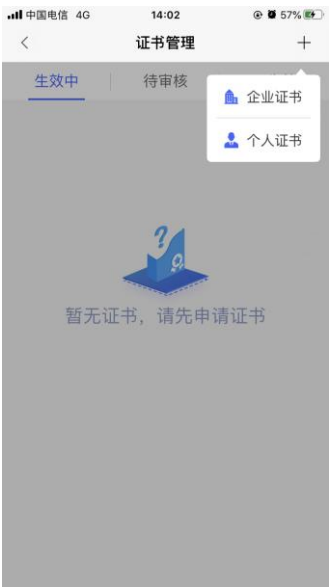 中国电信 4G 14:02 57%
证书管理
生效中 待审核
企业证书
个人证书
暂无证书，请先申请证书